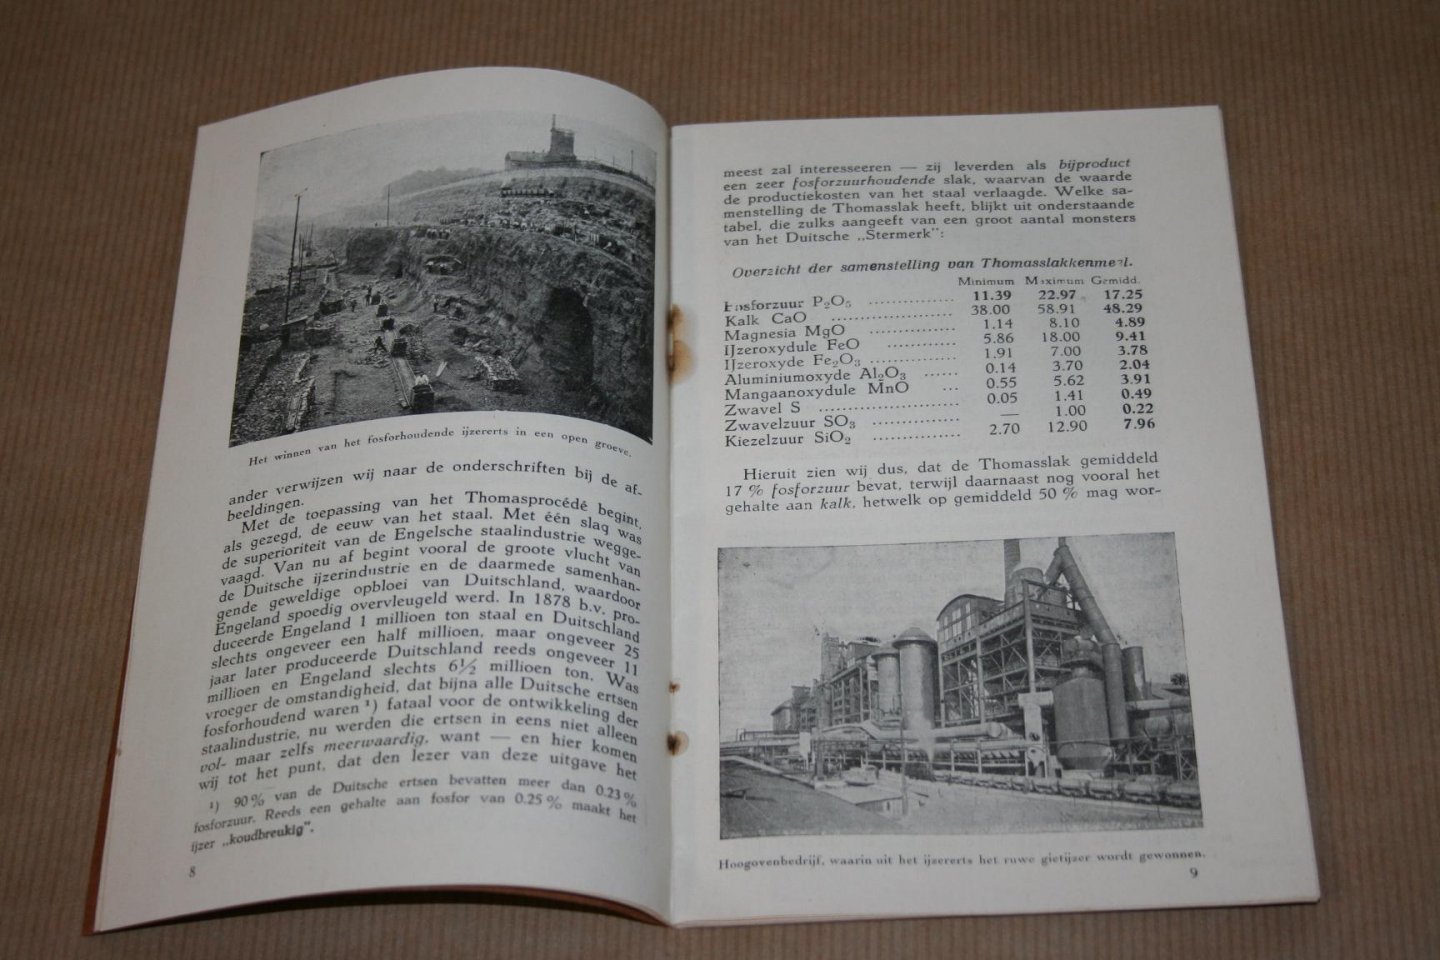 Het winnen van het fosforhoudende ijzererts in een open groeve.
ander verwijzen wij naar de onderschriften bij de af-
beeldingen.
Met de toepassing van het Thomasprocédé begint,
als gezegd, de eeuw van het staal. Met één slag was
de superioriteit van de Engelsche staalindustrie wegge-
vaagd. Van nu af begint vooral de groote vlucht van
de Duitsche ijzerindustrie en de daarmede samenhan-
gende geweldige opbloei van Duitschland, waardoor
Engeland spoedig overvleugeld werd. In 1878 b.v. pro-
duceerde Engeland 1 millioen ton staal en Duitschland
slechts ongeveer een half millioen, maar ongeveer 25
jaar later produceerde Duitschland reeds ongeveer 11
millioen en Engeland slechts 6½ millioen ton. Was
vroeger de omstandigheid, dat bijna alle Duitsche ertsen
fosforhoudend waren ¹) fataal voor de ontwikkeling der
staalindustrie, nu werden die ertsen in eens niet alleen
vol- maar zelfs meerwaardig, want — en hier komen
wij tot het punt, dat den lezer van deze uitgave het
¹) 90 % van de Duitsche ertsen bevatten meer dan 0.23 %
fosforzuur. Reeds een gehalte aan fosfor van 0.25 % maakt het
ijzer „koudbreukig”.
8
meest zal interesseeren — zij leverden als bijproduct
een zeer fosforzuurhoudende slak, waarvan de waarde
de productiekosten van het staal verlaagde. Welke sa-
menstelling de Thomasslak heeft, blijkt uit onderstaande
tabel, die zulks aangeeft van een groot aantal monsters
van het Duitsche „Stermerk”:
Overzicht der samenstelling van Thomasslakkenmeel.
Minimum Maximum Gemidd.
Fosforzuur P₂O₅ .............. 11.39 22.97 17.25
Kalk CaO .................... 38.00 58.91 48.29
Magnesia MgO .............. 1.14 8.10 4.89
IJzeroxydule FeO ........... 5.86 18.00 9.41
IJzeroxyde Fe₂O₃ .............. 1.91 7.00 3.78
Aluminiumoxyde Al₂O₃ ...... 0.14 3.70 2.04
Mangaanoxydule MnO ... 0.55 5.62 3.91
Zwavel S ....................... 0.05 1.41 0.49
Zwavelzuur SO₃ .............. — 1.00 0.22
Kiezelzuur SiO₂ .............. 2.70 12.90 7.96
Hieruit zien wij dus, dat de Thomasslak gemiddeld
17 % fosforzuur bevat, terwijl daarnaast nog vooral het
gehalte aan kalk, hetwelk op gemiddeld 50 % mag wor-
Hoogovenbedrijf, waarin uit het ijzererts het ruwe gietijzer wordt gewonnen.
9